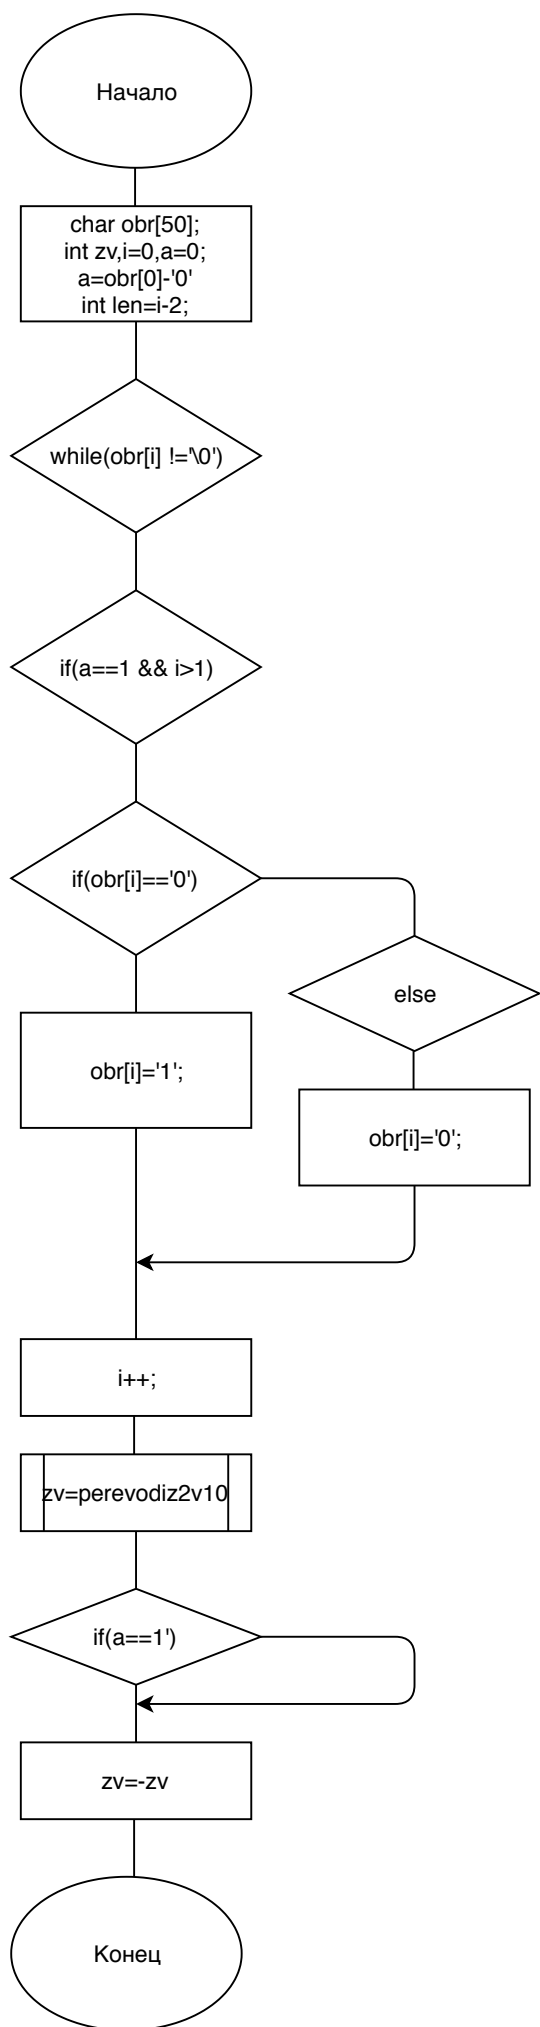 Начало
char obr[50];
int zv,i=0,a=0;
a=obr[0]-'0'
int len=i-2;
while(obr[i] !='\0')
if(a==1 && i>1)
if(obr[i]=='0')
else
obr[i]='1';
obr[i]='0';
i++;
zv=perevodiz2v10
if(a==1')
zv=-zv
Конец